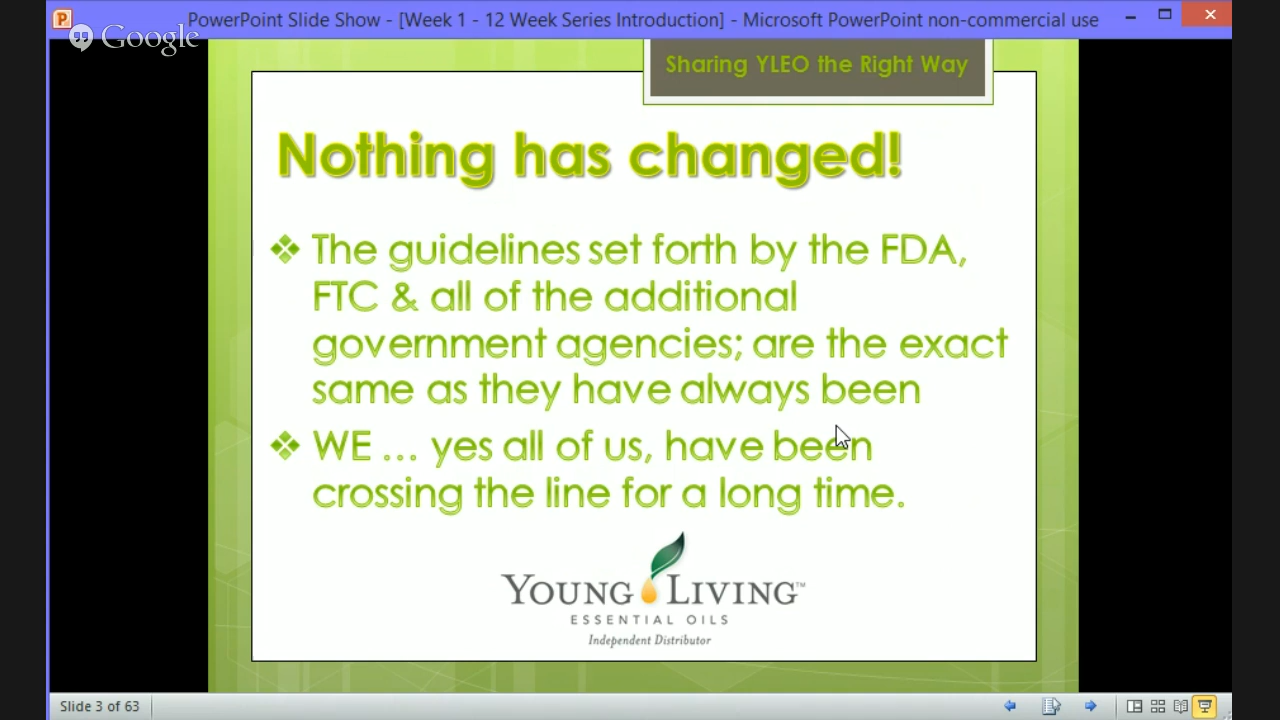 PowerPoint Slide Show - [Week 1 - 12 Week Series Introduction] - Microsoft PowerPoint non-commercial use
Google
Sharing YLEO the Right Way
Nothing has changed!
The guidelines set forth by the FDA,
FTC & all of the additional
government agencies; are the exact
same as they have always been
WE ... yes all of us, have been
crossing the line for a long time.
YOUNG LIVING™
ESSENTIAL OILS
Independent Distributor
Slide 3 of 63